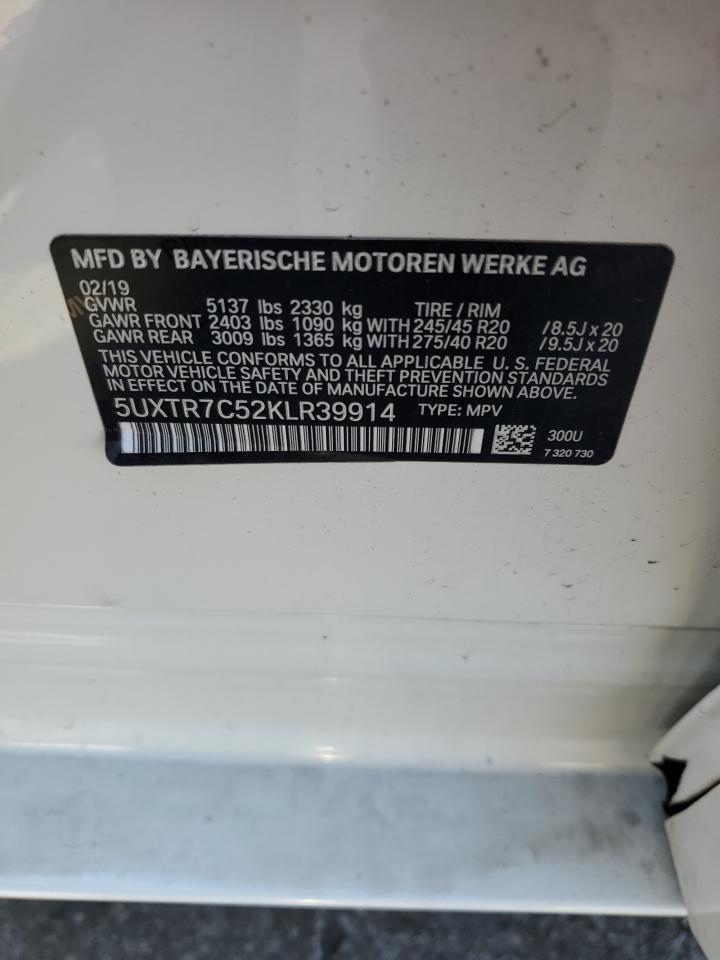 MFD BY BAYERISCHE MOTOREN WERKE AG
02/19
GVWR 5137 lbs 2330 kg TIRE / RIM
GAWR FRONT 2403 lbs 1090 kg WITH 245/45 R20 /8.5J x 20
GAWR REAR 3009 lbs 1365 kg WITH 275/40 R20 /9.5J x 20
THIS VEHICLE CONFORMS TO ALL APPLICABLE U. S. FEDERAL
MOTOR VEHICLE SAFETY AND THEFT PREVENTION STANDARDS
IN EFFECT ON THE DATE OF MANUFACTURE SHOWN ABOVE.
5UXTR7C52KLR39914 TYPE: MPV
300U
7 320 730